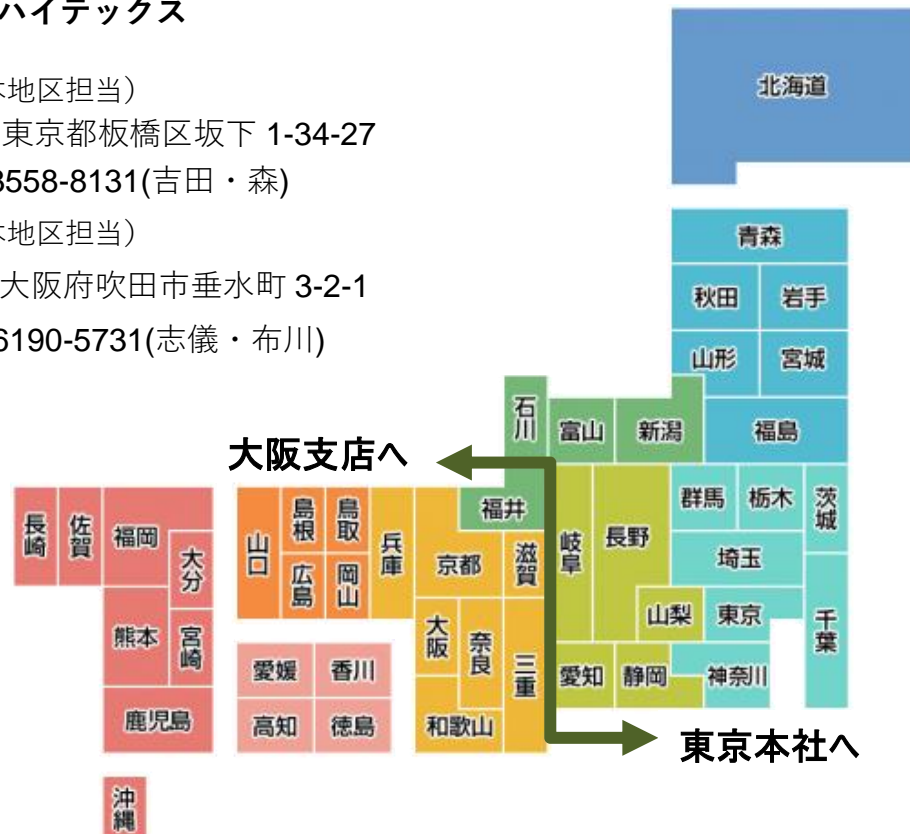 ハイテックス
本地区担当）
東京都板橋区坂下 1-34-27
3558-8131(吉田・森)
本地区担当）
大阪府吹田市垂水町 3-2-1
6190-5731(志儀・布川)
北海道
青森
秋田 岩手
山形 宮城
石川 富山 新潟 福島
大阪支店へ
群馬 栃木 茨城
長崎 佐賀 福岡 大分
山口 島根 鳥取 兵庫 福井
広島 岡山 京都 滋賀 岐阜 長野
埼玉
山梨 東京 千葉
熊本 宮崎
大阪 奈良 三重
愛媛 香川
愛知 静岡 神奈川
鹿児島
高知 徳島
和歌山
東京本社へ
沖縄